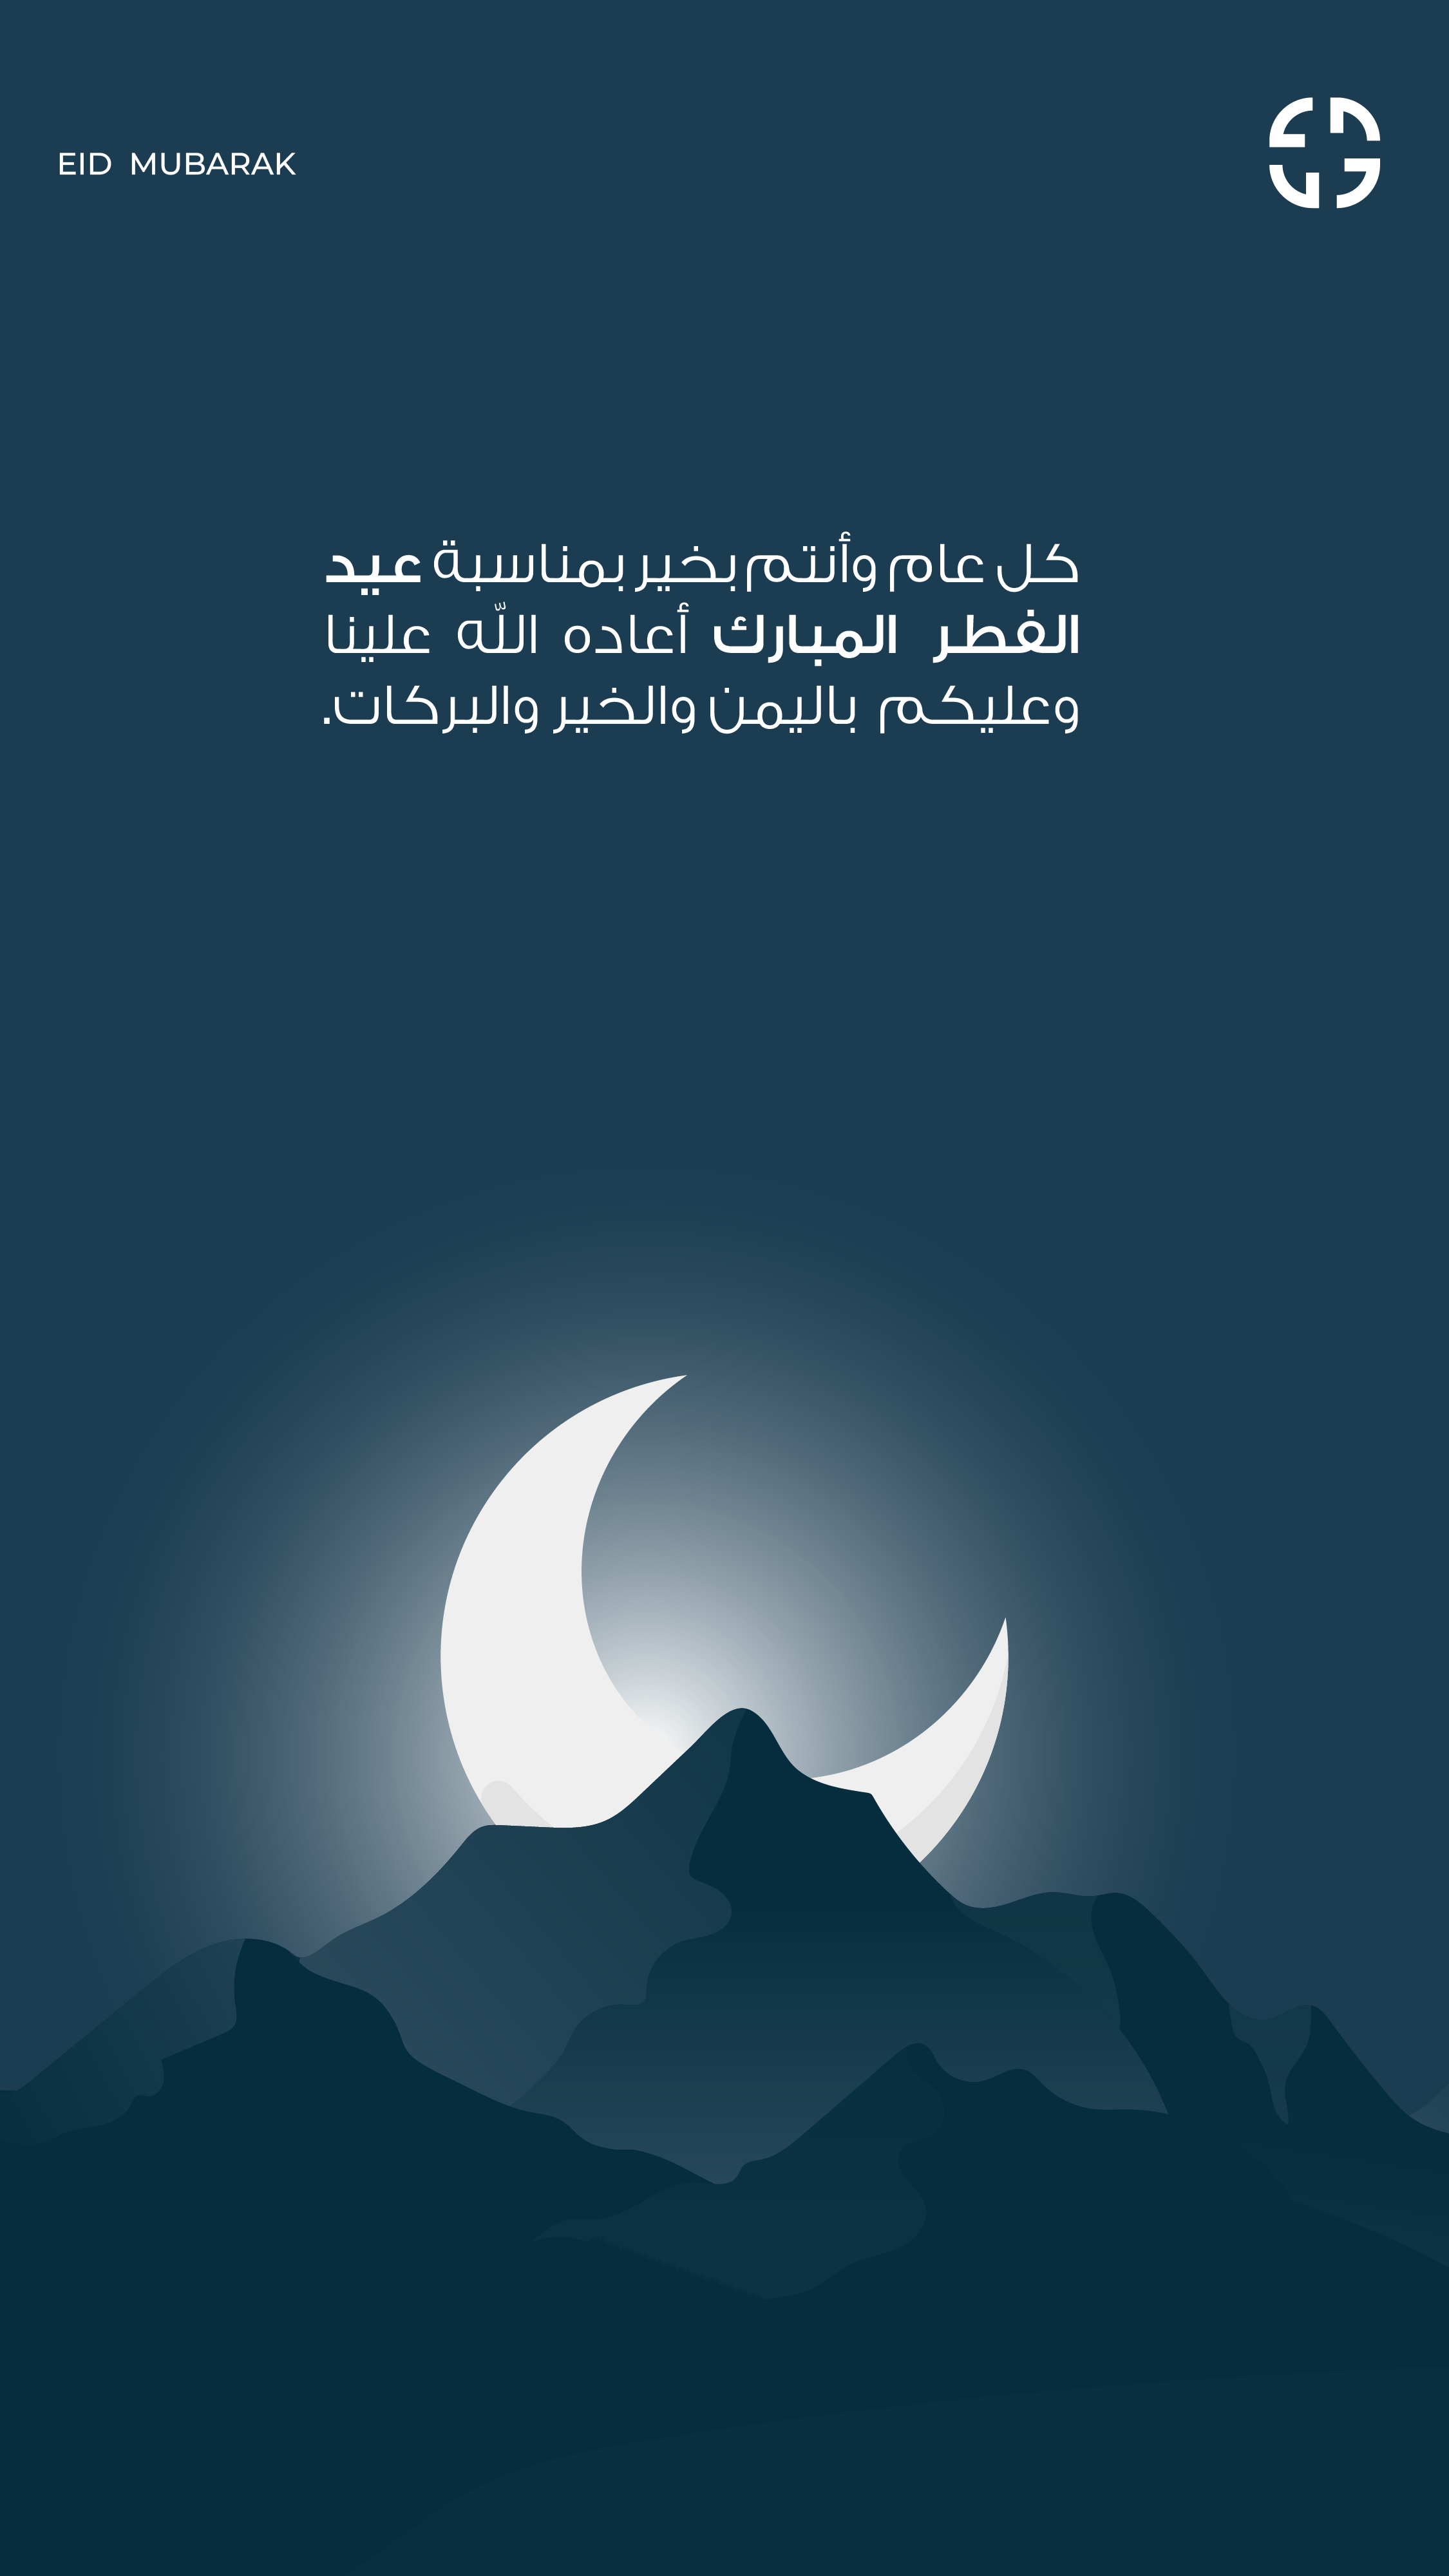 EID MUBARAK
كل عام وأنتم بخير بمناسبة عيد
الفطر المبارك أعاده اللّه علينا
وعليكم باليمن والخير والبركات.